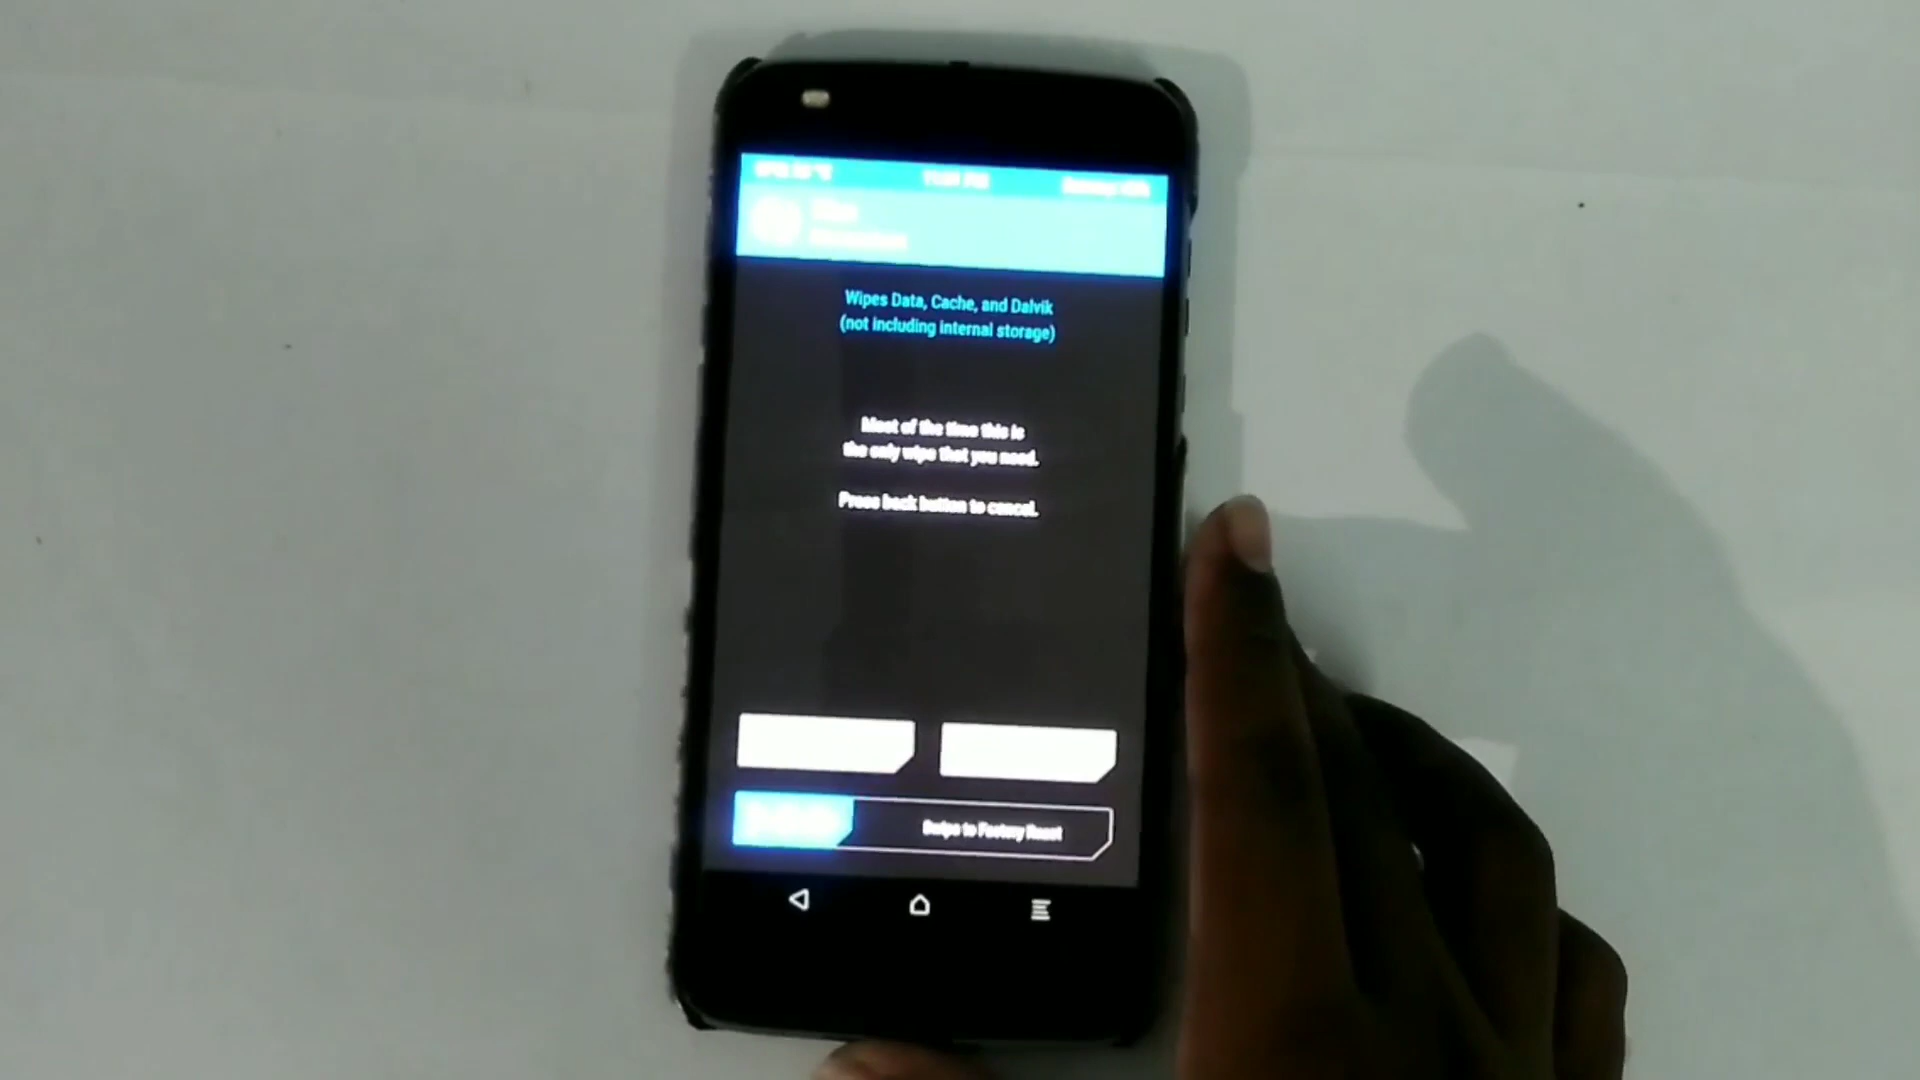 Wipe
Wipes Data, Cache, and Dalvik
(not including internal storage)
Most of the time this is
the only wipe that you need.
Press back button to cancel.
Swipe to Factory Reset